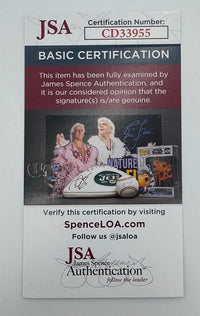 JSA
Certification Number:
CD33955
BASIC CERTIFICATION
This item has been fully examined by
James Spence Authentication, and
it is our considered opinion that the
signature(s) is/are genuine.
NATURE
JETS
Verify this certification by visiting
SpenceLOA.com
Follow us @jsaloa
JSA
James Spence
Authentication
follow the leader